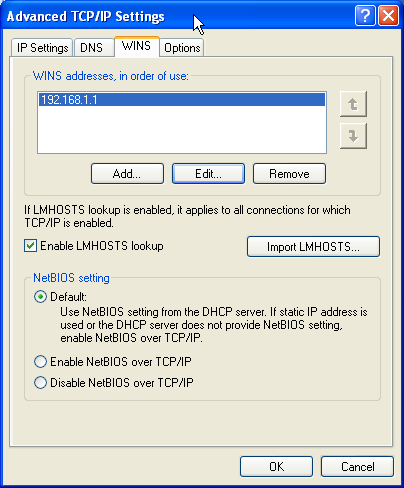 Advanced TCP/IP Settings
IP Settings DNS WINS Options
WINS addresses, in order of use:
192.168.1.1
Add... Edit... Remove
If LMHOSTS lookup is enabled, it applies to all connections for which
TCP/IP is enabled.
Enable LMHOSTS lookup Import LMHOSTS...
NetBIOS setting
Default:
Use NetBIOS setting from the DHCP server. If static IP address is
used or the DHCP server does not provide NetBIOS setting,
enable NetBIOS over TCP/IP.
Enable NetBIOS over TCP/IP
Disable NetBIOS over TCP/IP
OK Cancel